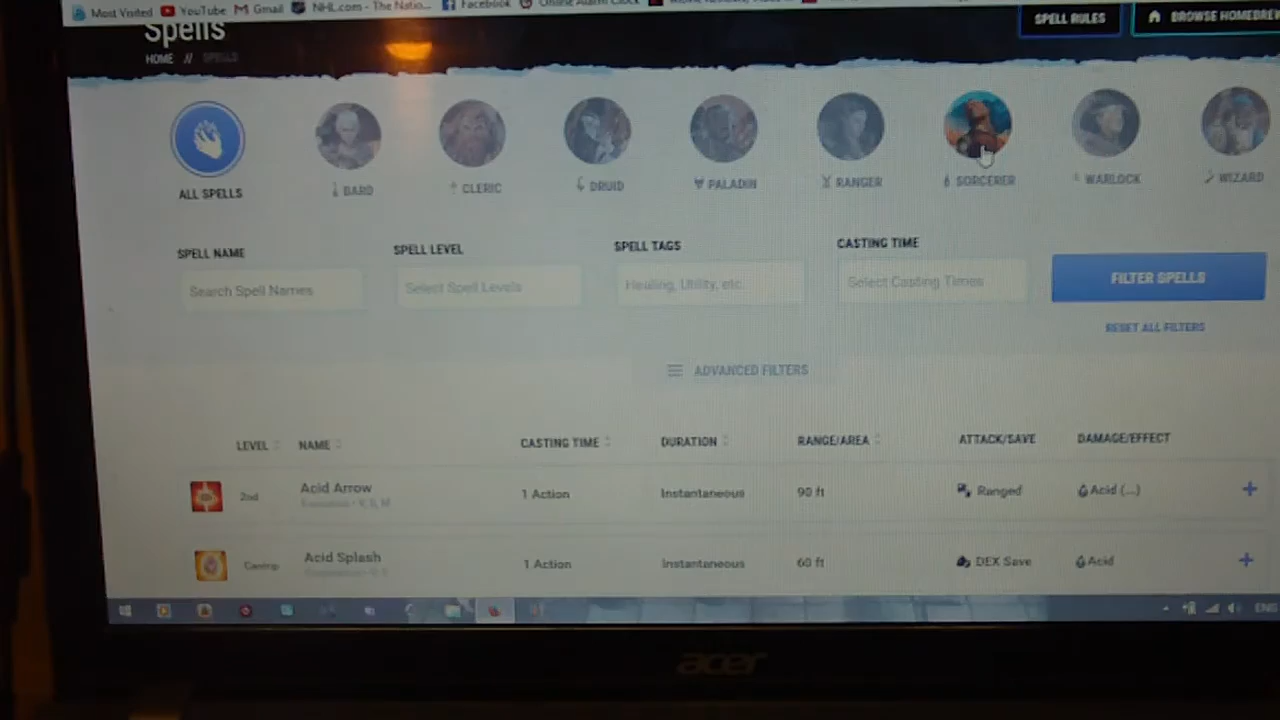 Most Visited YouTube Gmail NHL.com - The Natio... Facebook
Spells
SPELL RULES BROWSE HOMEBREW
HOME // SPELLS
ALL SPELLS BARD CLERIC DRUID PALADIN RANGER SORCERER WARLOCK WIZARD
SPELL NAME SPELL LEVEL SPELL TAGS CASTING TIME
Search Spell Names Select Spell Levels Healing, Utility, etc. Select Casting Times FILTER SPELLS
RESET ALL FILTERS
ADVANCED FILTERS
LEVEL NAME CASTING TIME DURATION RANGE/AREA ATTACK/SAVE DAMAGE/EFFECT
2nd Acid Arrow 1 Action Instantaneous 90 ft Ranged Acid (...) +
Cantrip Acid Splash 1 Action Instantaneous 60 ft DEX Save Acid +
ENG
acer